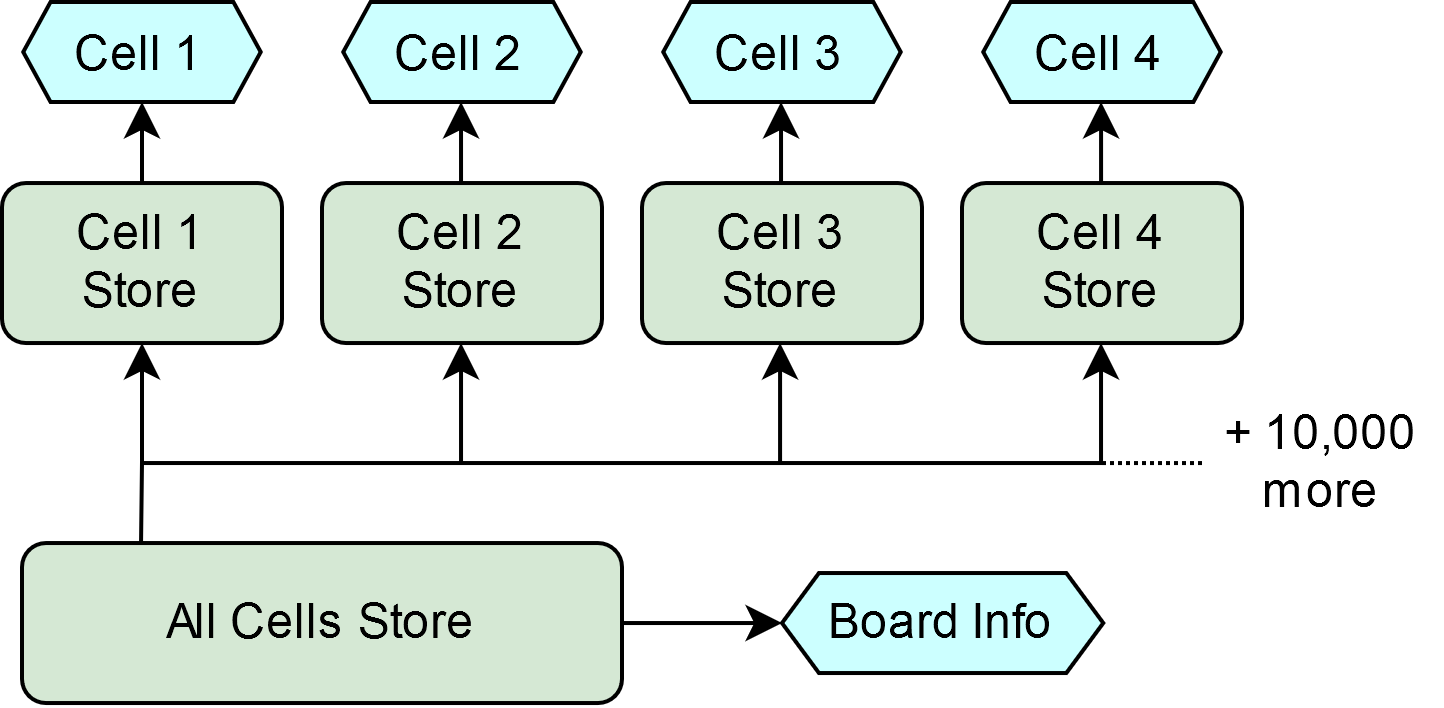 Cell 1
Cell 2
Cell 3
Cell 4
Cell 1
Store
Cell 2
Store
Cell 3
Store
Cell 4
Store
+ 10,000
more
All Cells Store
Board Info